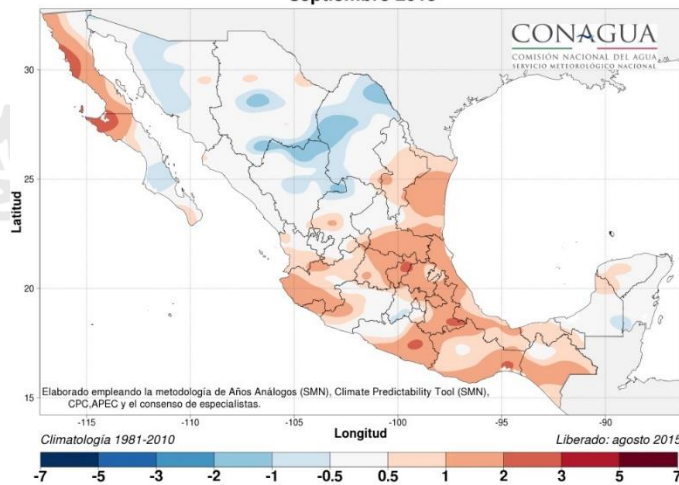 CONAGUA
COMISIÓN NACIONAL DEL AGUA
SERVICIO METEOROLÓGICO NACIONAL
30
25
20
15
Latitud
Elaborado empleando la metodología de Años Análogos (SMN), Climate Predictability Tool (SMN),
CPC,APEC y el consenso de especialistas.
-115 -110 -105 -100 -95 -90
Climatología 1981-2010 Longitud Liberado: agosto 2015
-7 -5 -3 -2 -1 -0.5 0.5 1 2 3 5 7